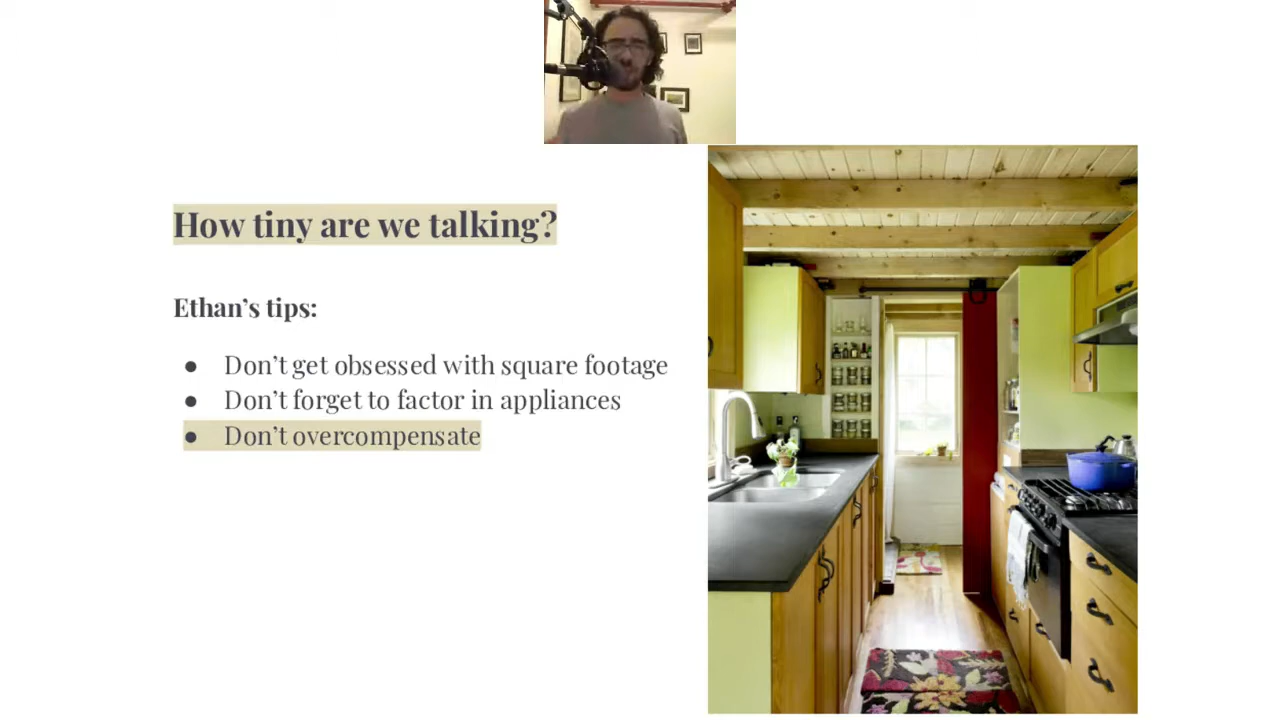 How tiny are we talking?
Ethan’s tips:
● Don’t get obsessed with square footage
● Don’t forget to factor in appliances
● Don’t overcompensate